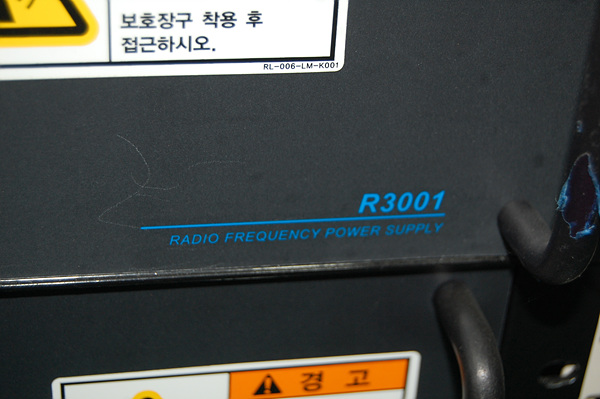 보호장구 착용 후
접근하시오.
RL-006-LM-K001
R3001
RADIO FREQUENCY POWER SUPPLY
경 고